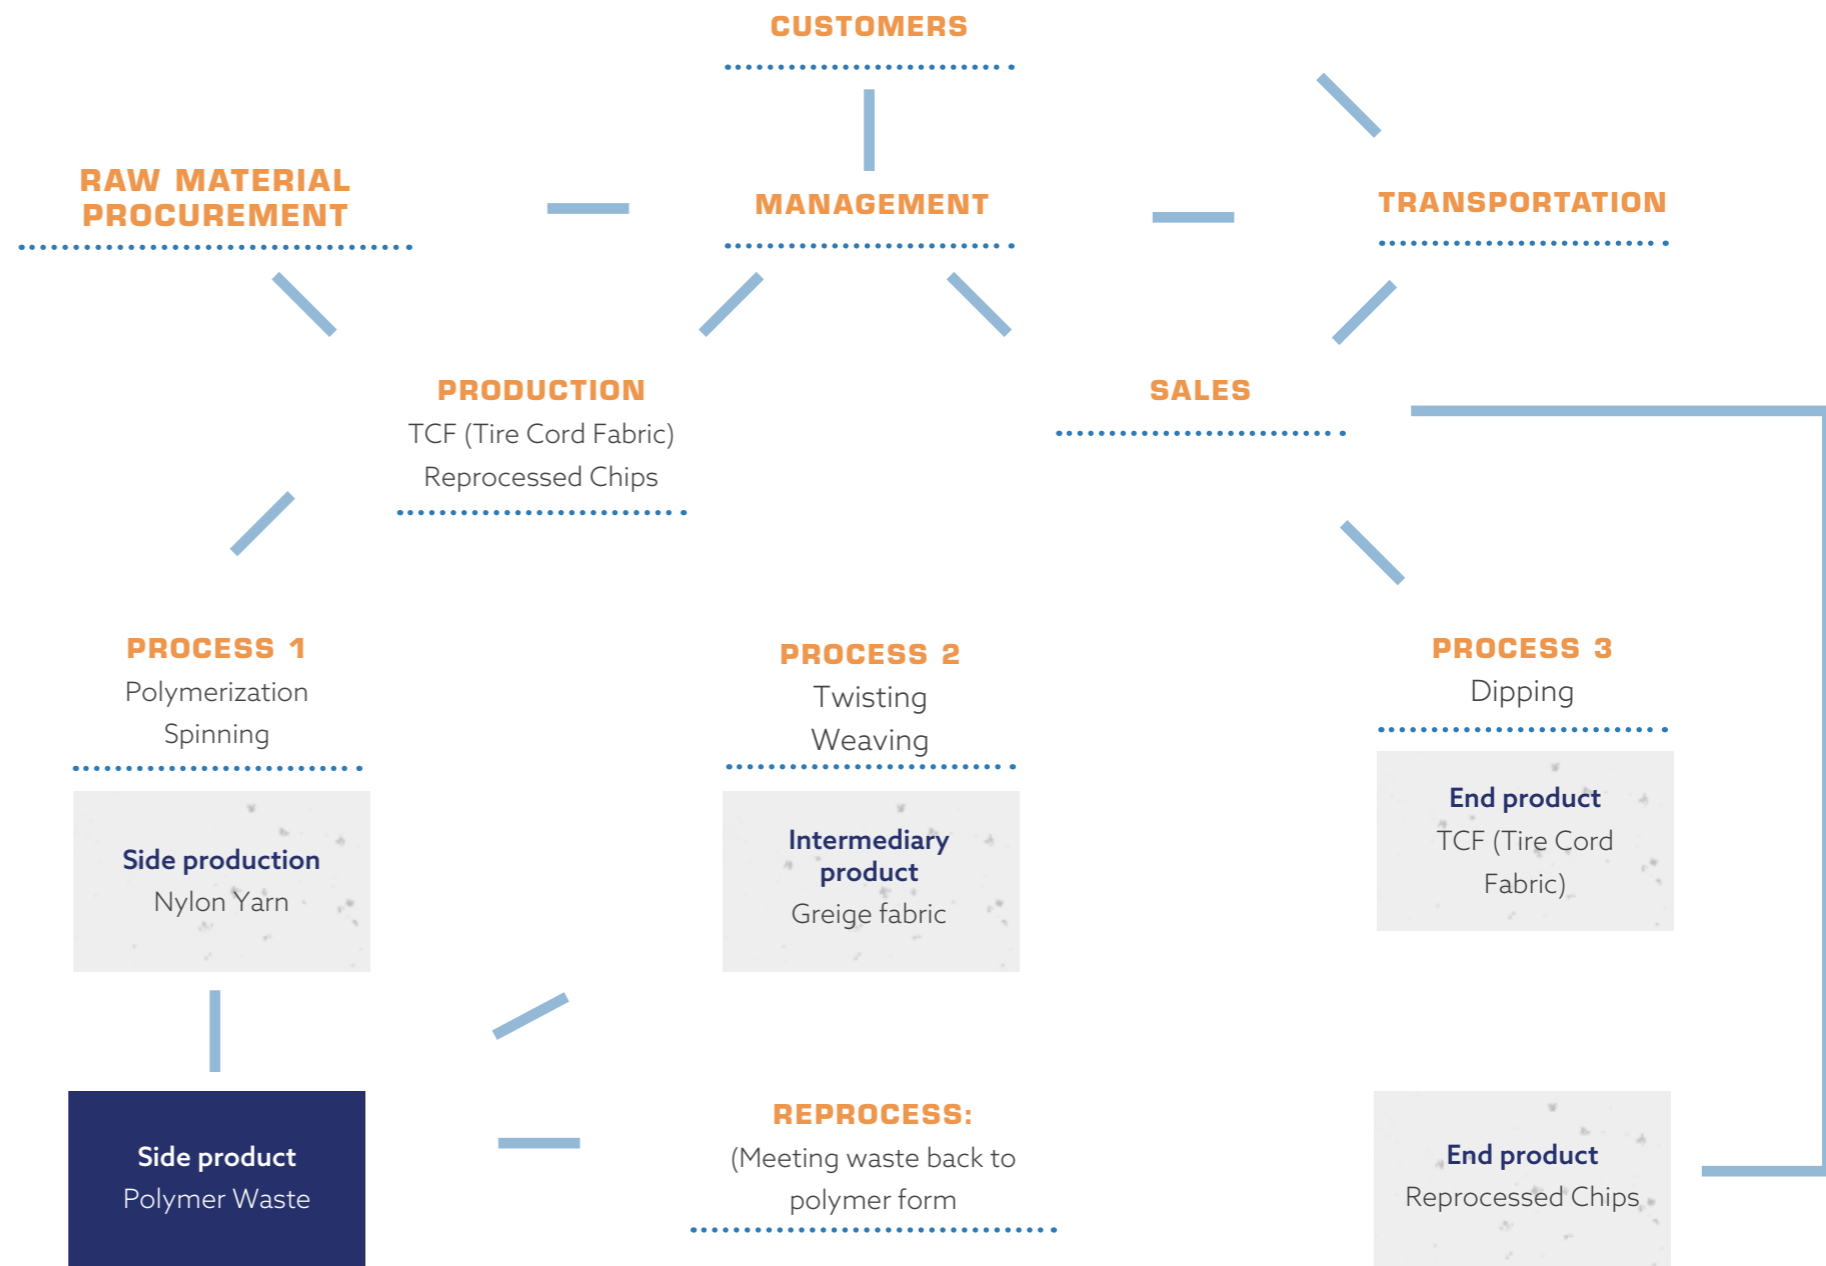 CUSTOMERS
RAW MATERIAL
PROCUREMENT
MANAGEMENT
TRANSPORTATION
PRODUCTION
TCF (Tire Cord Fabric)
Reprocessed Chips
SALES
PROCESS 1
Polymerization
Spinning
Side production
Nylon Yarn
PROCESS 2
Twisting
Weaving
Intermediary
product
Greige fabric
PROCESS 3
Dipping
End product
TCF (Tire Cord
Fabric)
Side product
Polymer Waste
REPROCESS:
(Meeting waste back to
polymer form
End product
Reprocessed Chips